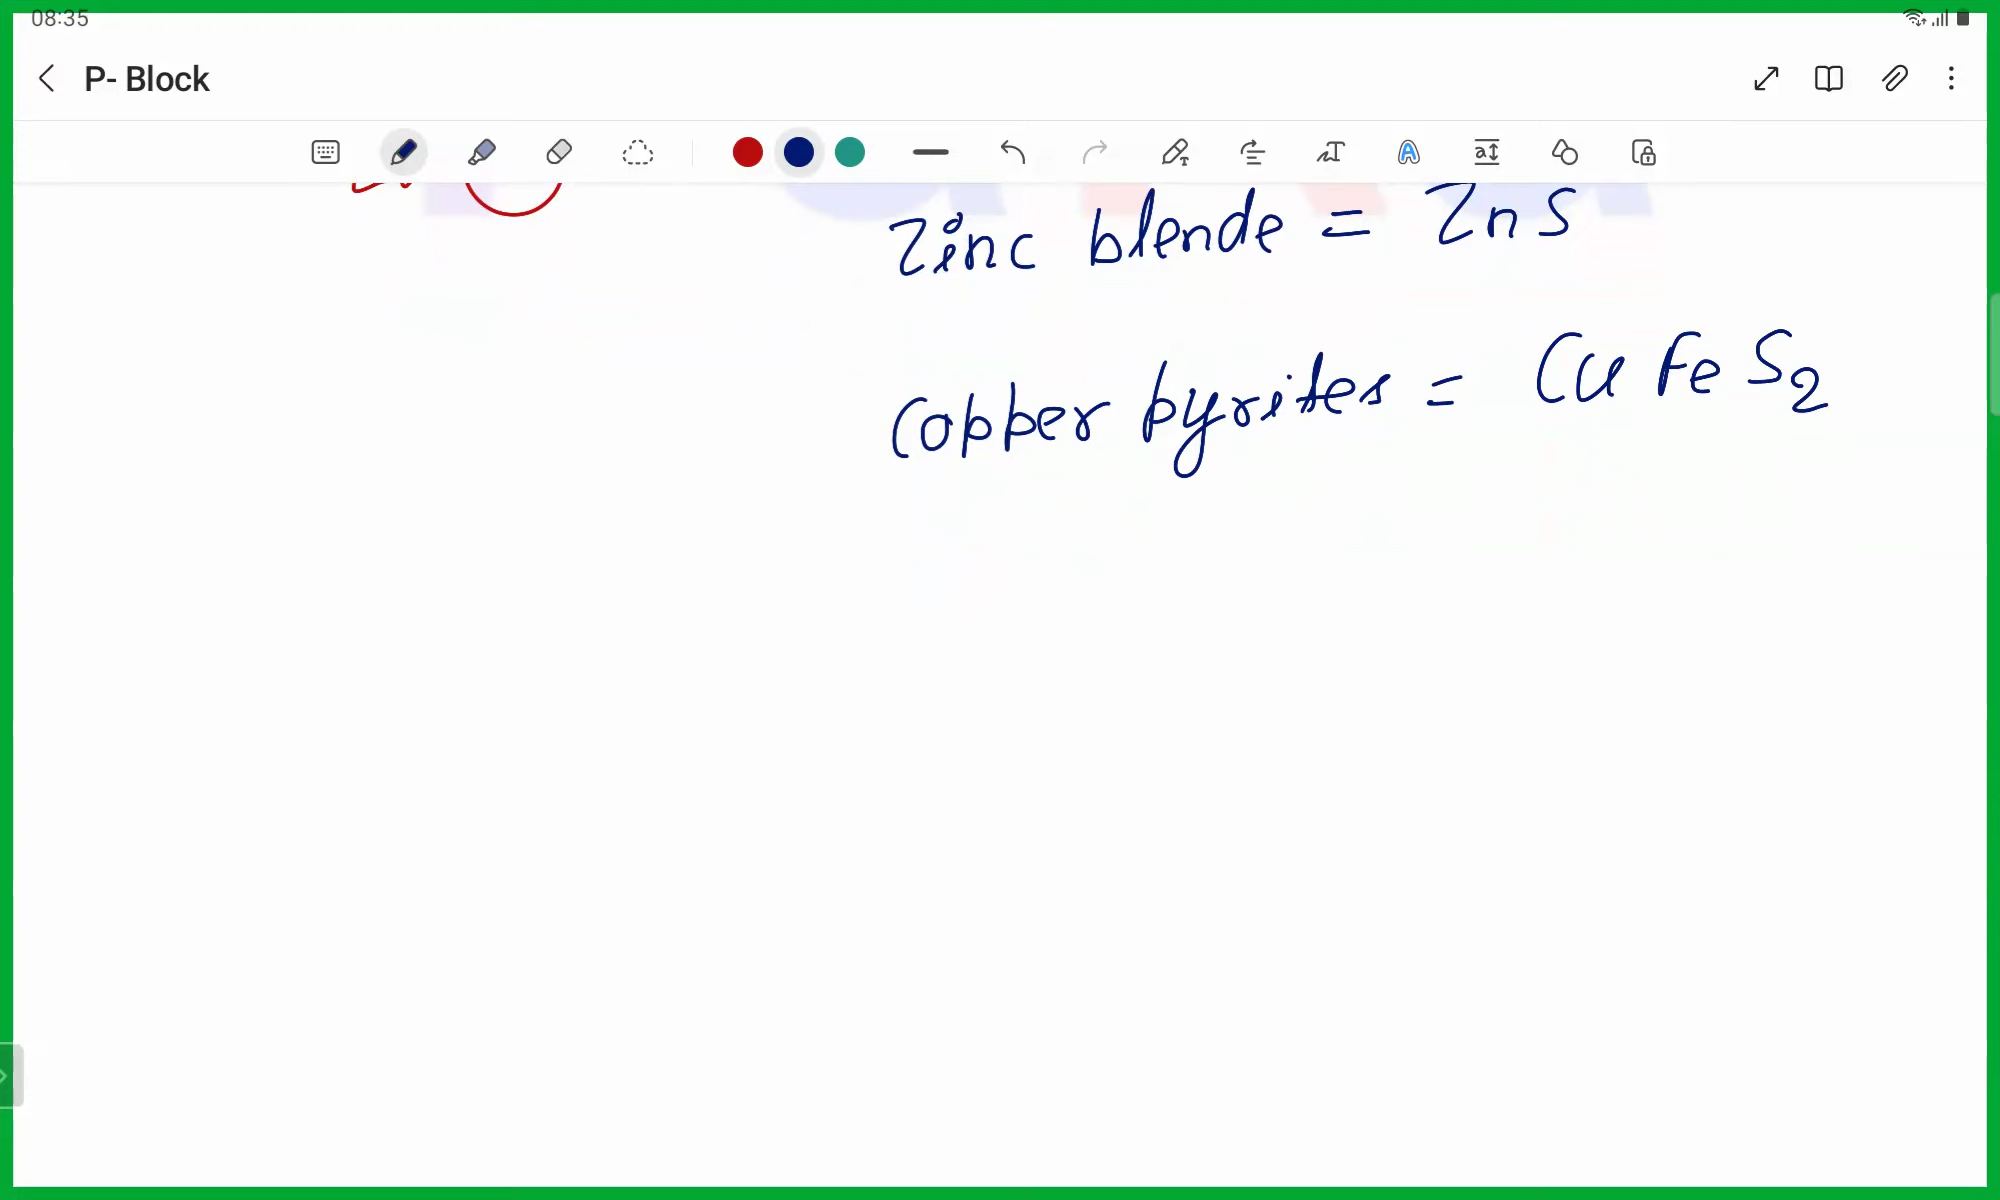 08:35
P- Block
Zinc blende = ZnS
Copper pyrites = CuFeS2